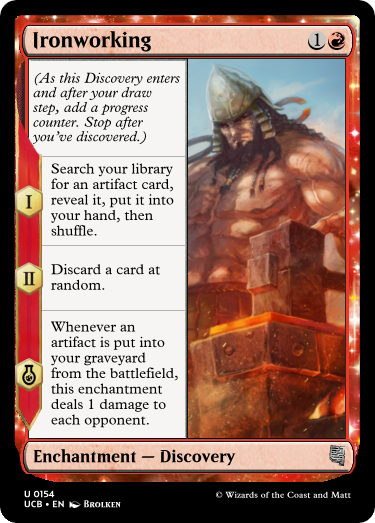 Ironworking 1
(As this Discovery enters
and after your draw
step, add a progress
counter. Stop after
you've discovered.)
I
Search your library
for an artifact card,
reveal it, put it into
your hand, then
shuffle.
II
Discard a card at
random.
Whenever an
artifact is put into
your graveyard
from the battlefield,
this enchantment
deals 1 damage to
each opponent.
Enchantment — Discovery
U 0154
UCB • EN Brolken
© Wizards of the Coast and Matt